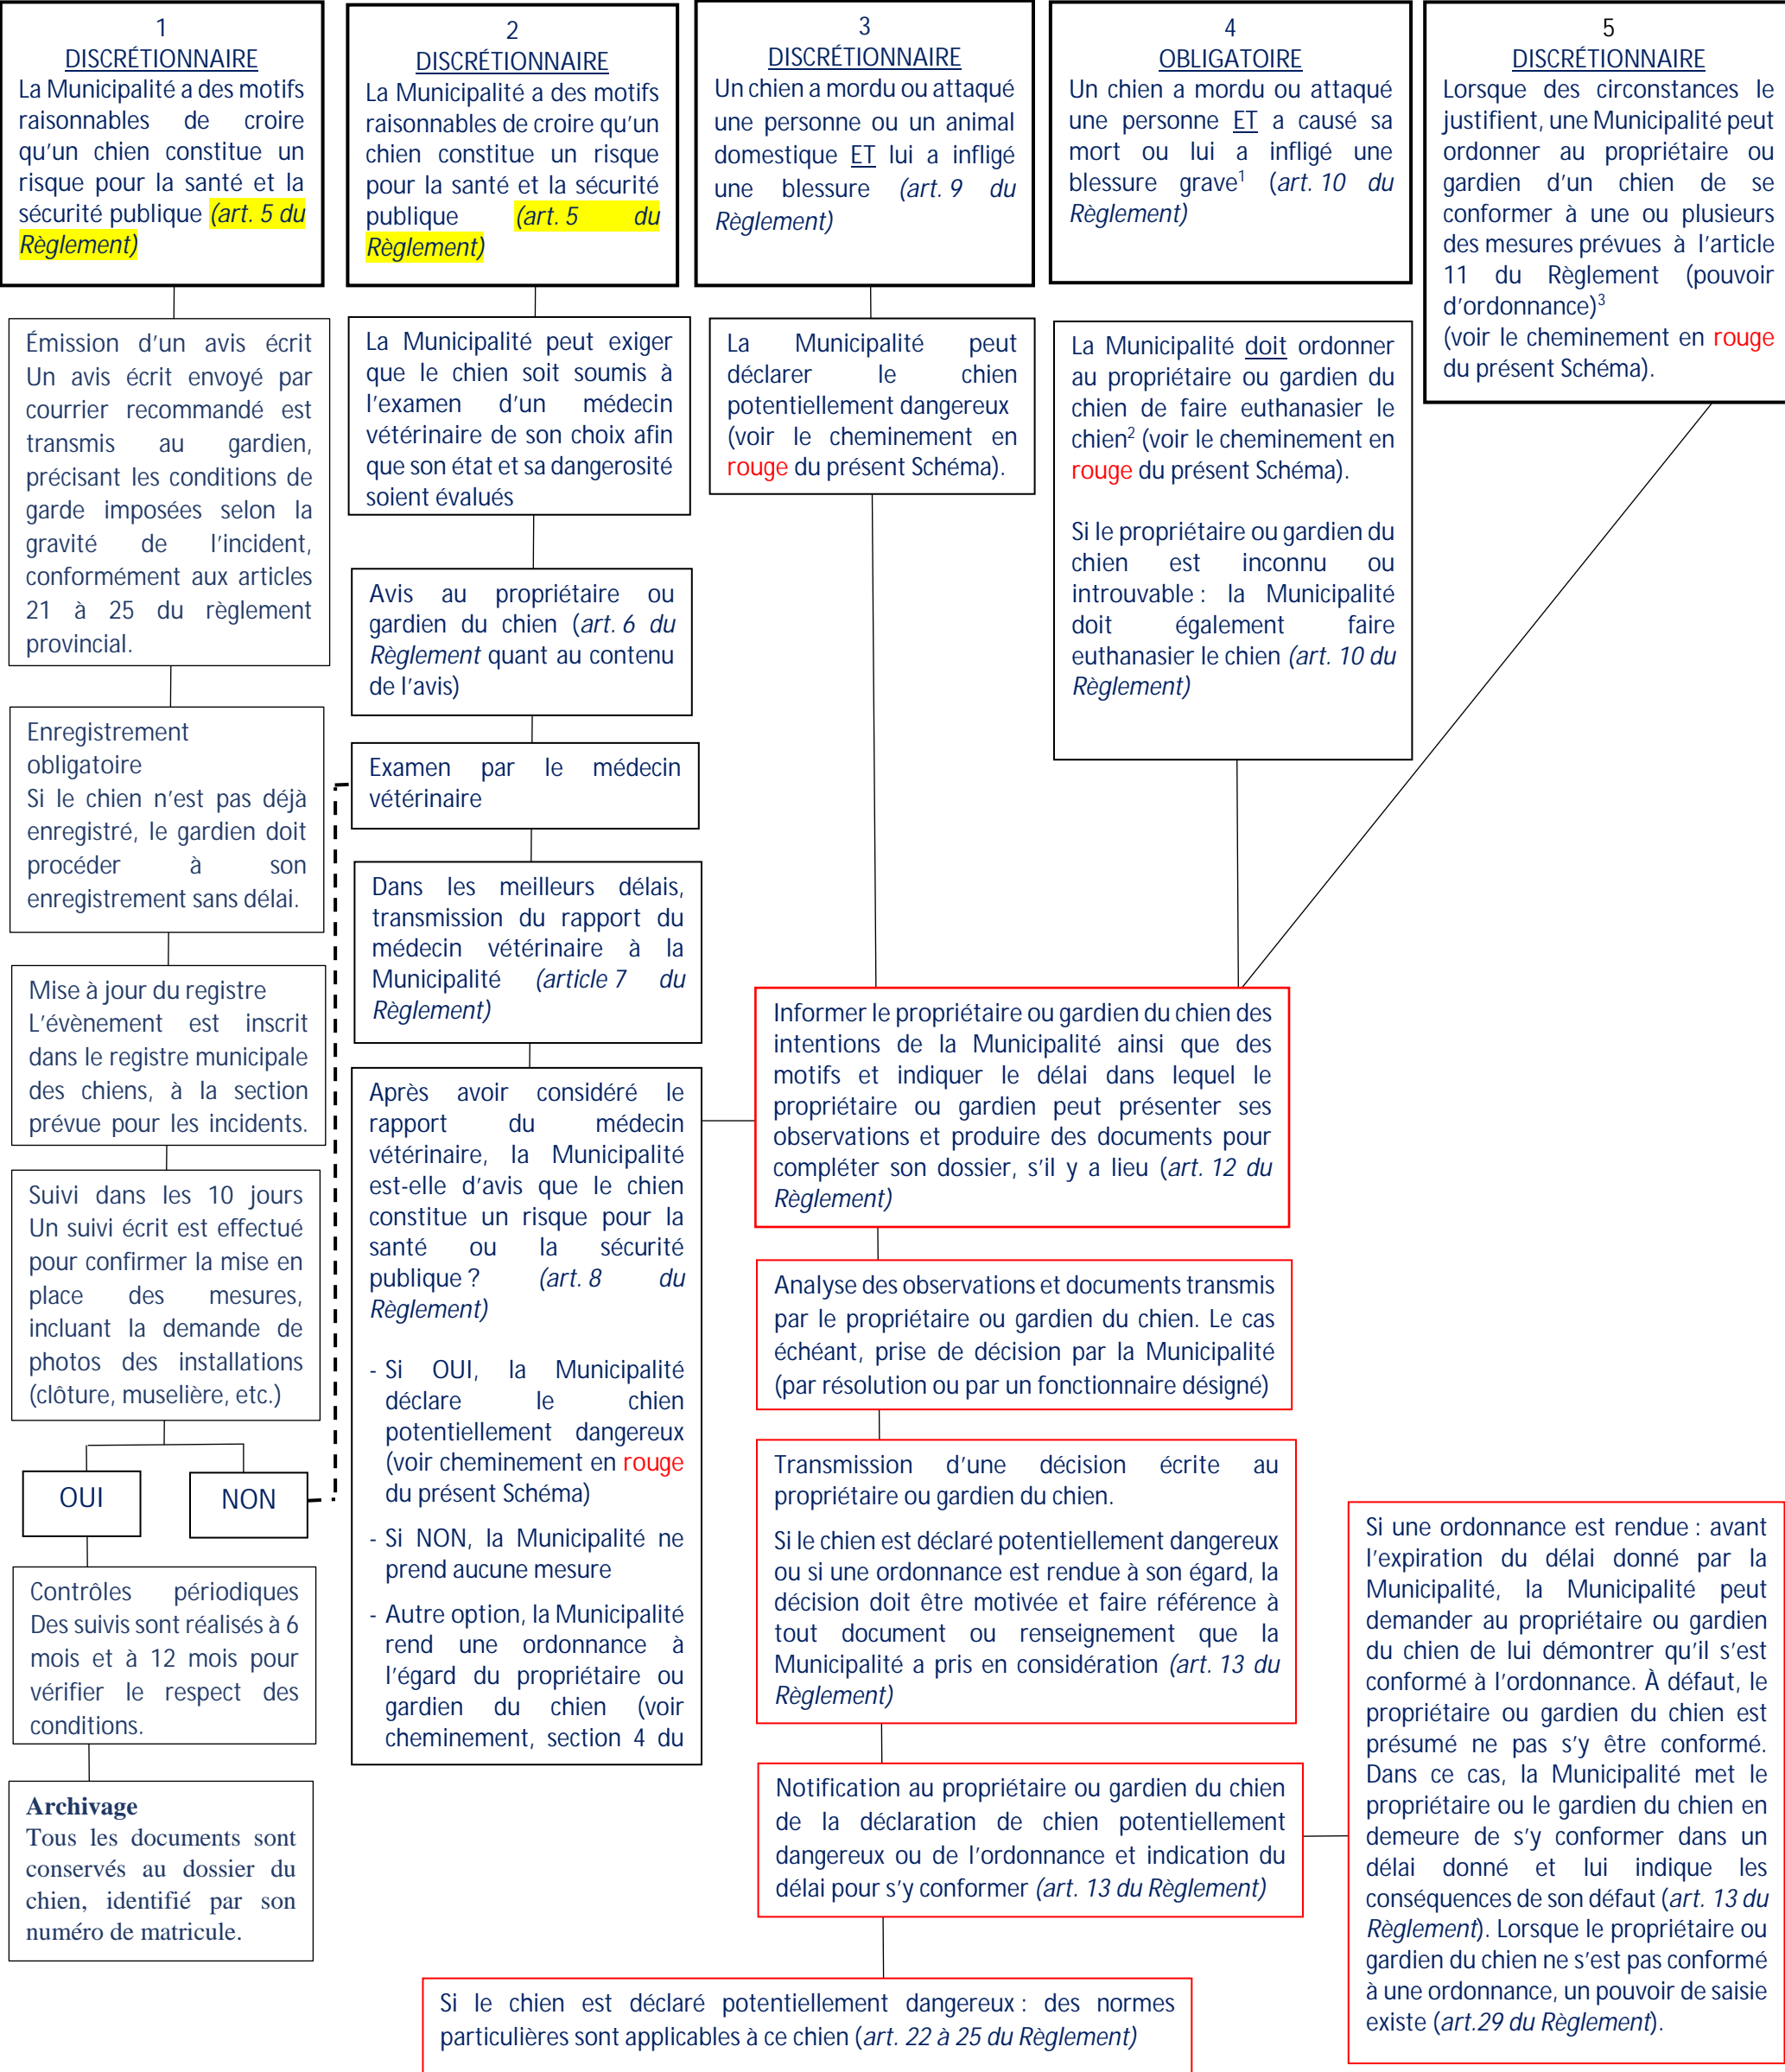 1
DISCRÉTIONNAIRE
La Municipalité a des motifs
raisonnables de croire
qu'un chien constitue un
risque pour la santé et la
sécurité publique (art. 5 du
Règlement)
Émission d'un avis écrit
Un avis écrit envoyé par
courrier recommandé est
transmis au gardien,
précisant les conditions de
garde imposées selon la
gravité de l'incident,
conformément aux articles
21 à 25 du règlement
provincial.
Enregistrement
obligatoire
Si le chien n'est pas déjà
enregistré, le gardien doit
procéder à son
enregistrement sans délai.
Mise à jour du registre
L'évènement est inscrit
dans le registre municipale
des chiens, à la section
prévue pour les incidents.
Suivi dans les 10 jours
Un suivi écrit est effectué
pour confirmer la mise en
place des mesures,
incluant la demande de
photos des installations
(clôture, muselière, etc.)
OUI
NON
Contrôles périodiques
Des suivis sont réalisés à 6
mois et à 12 mois pour
vérifier le respect des
conditions.
Archivage
Tous les documents sont
conservés au dossier du
chien, identifié par son
numéro de matricule.
2
DISCRÉTIONNAIRE
La Municipalité a des motifs
raisonnables de croire qu'un
chien constitue un risque
pour la santé et la sécurité
publique (art. 5 du
Règlement)
La Municipalité peut exiger
que le chien soit soumis à
l'examen d'un médecin
vétérinaire de son choix afin
que son état et sa dangerosité
soient évalués
Avis au propriétaire ou
gardien du chien (art. 6 du
Règlement quant au contenu
de l'avis)
Examen par le médecin
vétérinaire
Dans les meilleurs délais,
transmission du rapport du
médecin vétérinaire à la
Municipalité (article 7 du
Règlement)
Après avoir considéré le
rapport du médecin
vétérinaire, la Municipalité
est-elle d'avis que le chien
constitue un risque pour la
santé ou la sécurité
publique ? (art. 8 du
Règlement)
- Si OUI, la Municipalité
déclare le chien
potentiellement dangereux
(voir cheminement en rouge
du présent Schéma)
- Si NON, la Municipalité ne
prend aucune mesure
- Autre option, la Municipalité
rend une ordonnance à
l'égard du propriétaire ou
gardien du chien (voir
cheminement, section 4 du
3
DISCRÉTIONNAIRE
Un chien a mordu ou attaqué
une personne ou un animal
domestique ET lui a infligé
une blessure (art. 9 du
Règlement)
La Municipalité peut
déclarer le chien
potentiellement dangereux
(voir le cheminement en
rouge du présent Schéma).
4
OBLIGATOIRE
Un chien a mordu ou attaqué
une personne ET a causé sa
mort ou lui a infligé une
blessure grave1 (art. 10 du
Règlement)
La Municipalité doit ordonner
au propriétaire ou gardien du
chien de faire euthanasier le
chien2 (voir le cheminement en
rouge du présent Schéma).
Si le propriétaire ou gardien du
chien est inconnu ou
introuvable : la Municipalité
doit également faire
euthanasier le chien (art. 10 du
Règlement)
5
DISCRÉTIONNAIRE
Lorsque des circonstances le
justifient, une Municipalité peut
ordonner au propriétaire ou
gardien d'un chien de se
conformer à une ou plusieurs
des mesures prévues à l'article
11 du Règlement (pouvoir
d'ordonnance)3
(voir le cheminement en rouge
du présent Schéma).
Informer le propriétaire ou gardien du chien des
intentions de la Municipalité ainsi que des
motifs et indiquer le délai dans lequel le
propriétaire ou gardien peut présenter ses
observations et produire des documents pour
compléter son dossier, s'il y a lieu (art. 12 du
Règlement)
Analyse des observations et documents transmis
par le propriétaire ou gardien du chien. Le cas
échéant, prise de décision par la Municipalité
(par résolution ou par un fonctionnaire désigné)
Transmission d'une décision écrite au
propriétaire ou gardien du chien.
Si le chien est déclaré potentiellement dangereux
ou si une ordonnance est rendue à son égard, la
décision doit être motivée et faire référence à
tout document ou renseignement que la
Municipalité a pris en considération (art. 13 du
Règlement)
Notification au propriétaire ou gardien du chien
de la déclaration de chien potentiellement
dangereux ou de l'ordonnance et indication du
délai pour s'y conformer (art. 13 du Règlement)
Si une ordonnance est rendue : avant
l'expiration du délai donné par la
Municipalité, la Municipalité peut
demander au propriétaire ou gardien
du chien de lui démontrer qu'il s'est
conformé à l'ordonnance. À défaut, le
propriétaire ou gardien du chien est
présumé ne pas s'y être conformé.
Dans ce cas, la Municipalité met le
propriétaire ou le gardien du chien en
demeure de s'y conformer dans un
délai donné et lui indique les
conséquences de son défaut (art. 13 du
Règlement). Lorsque le propriétaire ou
gardien du chien ne s'est pas conformé
à une ordonnance, un pouvoir de saisie
existe (art.29 du Règlement).
Si le chien est déclaré potentiellement dangereux : des normes
particulières sont applicables à ce chien (art. 22 à 25 du Règlement)